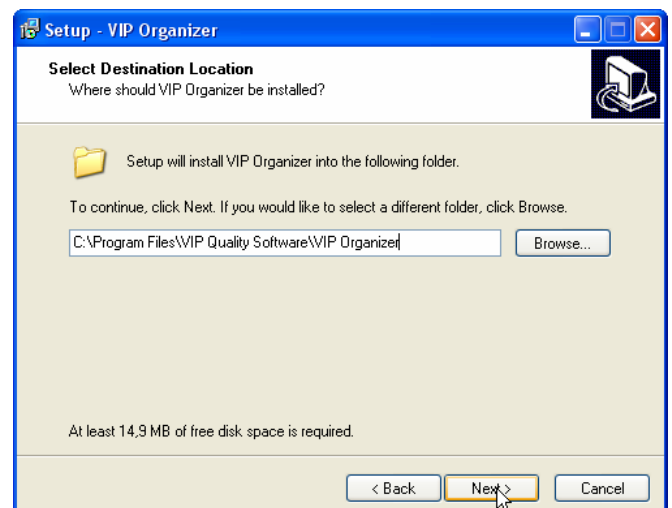 Setup - VIP Organizer
Select Destination Location
Where should VIP Organizer be installed?
Setup will install VIP Organizer into the following folder.
To continue, click Next. If you would like to select a different folder, click Browse.
C:\Program Files\VIP Quality Software\VIP Organizer
Browse...
At least 14,9 MB of free disk space is required.
< Back
Next >
Cancel